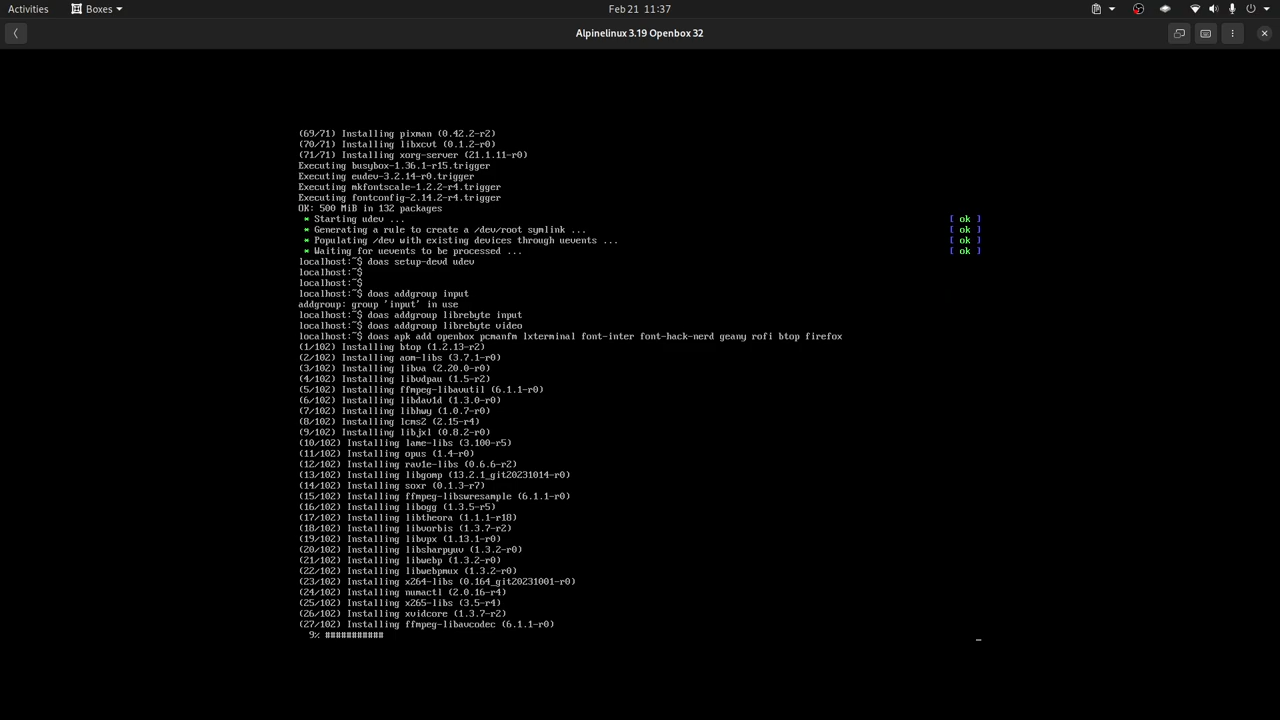 Activities Boxes Feb 21 11:37
Alpinelinux 3.19 Openbox 32
(69/71) Installing pixman (0.42.2-r2)
(70/71) Installing libxcvt (0.1.2-r0)
(71/71) Installing xorg-server (21.1.11-r0)
Executing busybox-1.36.1-r15.trigger
Executing eudev-3.2.14-r0.trigger
Executing mkfontscale-1.2.2-r4.trigger
Executing fontconfig-2.14.2-r4.trigger
OK: 500 MiB in 132 packages
* Starting udev ... [ ok ]
* Generating a rule to create a /dev/root symlink ... [ ok ]
* Populating /dev with existing devices through uevents ... [ ok ]
* Waiting for uevents to be processed ... [ ok ]
localhost:~$ doas setup-devd udev
localhost:~$
localhost:~$
localhost:~$ doas addgroup input
addgroup: group 'input' in use
localhost:~$ doas addgroup librebyte input
localhost:~$ doas addgroup librebyte video
localhost:~$ doas apk add openbox pcmanfm lxterminal font-inter font-hack-nerd geany rofi btop firefox
(1/102) Installing btop (1.2.13-r2)
(2/102) Installing aom-libs (3.7.1-r0)
(3/102) Installing libva (2.20.0-r0)
(4/102) Installing libvdpau (1.5-r2)
(5/102) Installing ffmpeg-libavutil (6.1.1-r0)
(6/102) Installing libdav1d (1.3.0-r0)
(7/102) Installing libhwy (1.0.7-r0)
(8/102) Installing lcms2 (2.15-r4)
(9/102) Installing libjxl (0.8.2-r0)
(10/102) Installing lame-libs (3.100-r5)
(11/102) Installing opus (1.4-r0)
(12/102) Installing rav1e-libs (0.6.6-r2)
(13/102) Installing libgomp (13.2.1_git20231014-r0)
(14/102) Installing soxr (0.1.3-r7)
(15/102) Installing ffmpeg-libswresample (6.1.1-r0)
(16/102) Installing libogg (1.3.5-r5)
(17/102) Installing libtheora (1.1.1-r18)
(18/102) Installing libvorbis (1.3.7-r2)
(19/102) Installing libvpx (1.13.1-r0)
(20/102) Installing libsharpyuv (1.3.2-r0)
(21/102) Installing libwebp (1.3.2-r0)
(22/102) Installing libwebpmux (1.3.2-r0)
(23/102) Installing x264-libs (0.164_git20231001-r0)
(24/102) Installing numactl (2.0.16-r4)
(25/102) Installing x265-libs (3.5-r4)
(26/102) Installing xvidcore (1.3.7-r2)
(27/102) Installing ffmpeg-libavcodec (6.1.1-r0)
9% ########### _